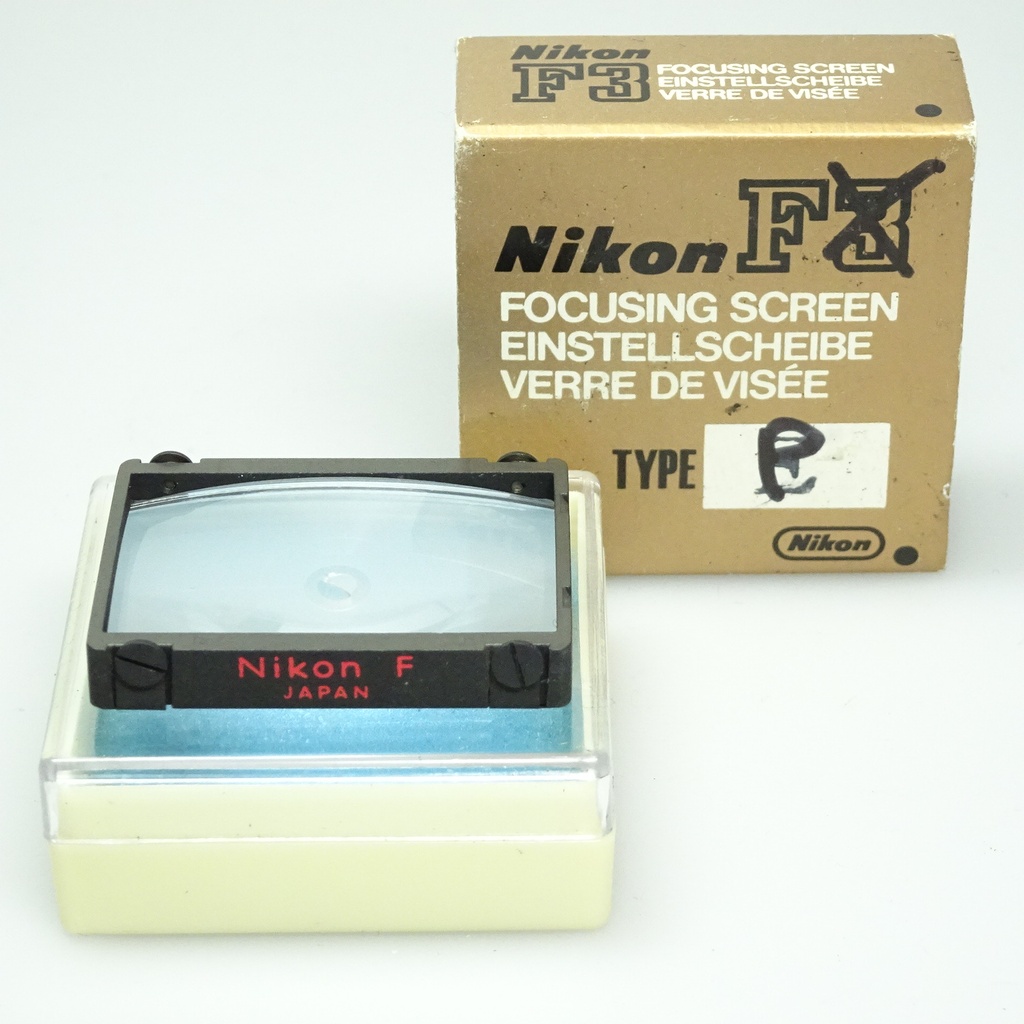 Nikon
F3 FOCUSING SCREEN
EINSTELLSCHEIBE
VERRE DE VISÉE
Nikon F3
FOCUSING SCREEN
EINSTELLSCHEIBE
VERRE DE VISÉE
TYPE P
Nikon
Nikon F
JAPAN